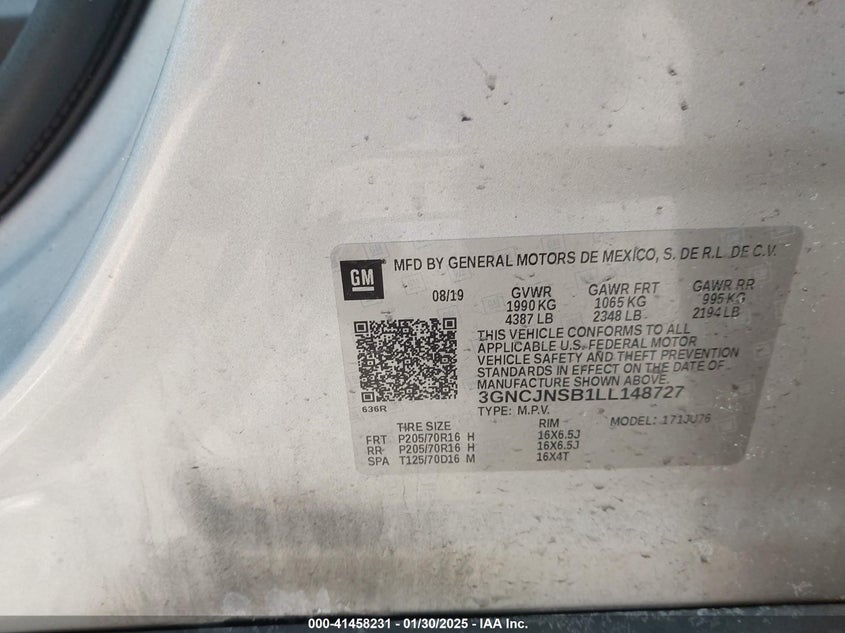 GM
MFD BY GENERAL MOTORS DE MEXICO, S. DE R.L. DE C.V.
08/19 GVWR GAWR FRT GAWR RR
1990 KG 1065 KG 995 KG
4387 LB 2348 LB 2194 LB
THIS VEHICLE CONFORMS TO ALL
APPLICABLE U.S. FEDERAL MOTOR
VEHICLE SAFETY AND THEFT PREVENTION
STANDARDS IN EFFECT ON THE DATE OF
MANUFACTURE SHOWN ABOVE.
3GNCJNSB1LL148727
636R
TYPE: M.P.V. MODEL: 171JU76
TIRE SIZE RIM
FRT P205/70R16 H 16X6.5J
RR P205/70R16 H 16X6.5J
SPA T125/70D16 M 16X4T
000-41458231 - 01/30/2025 - IAA Inc.